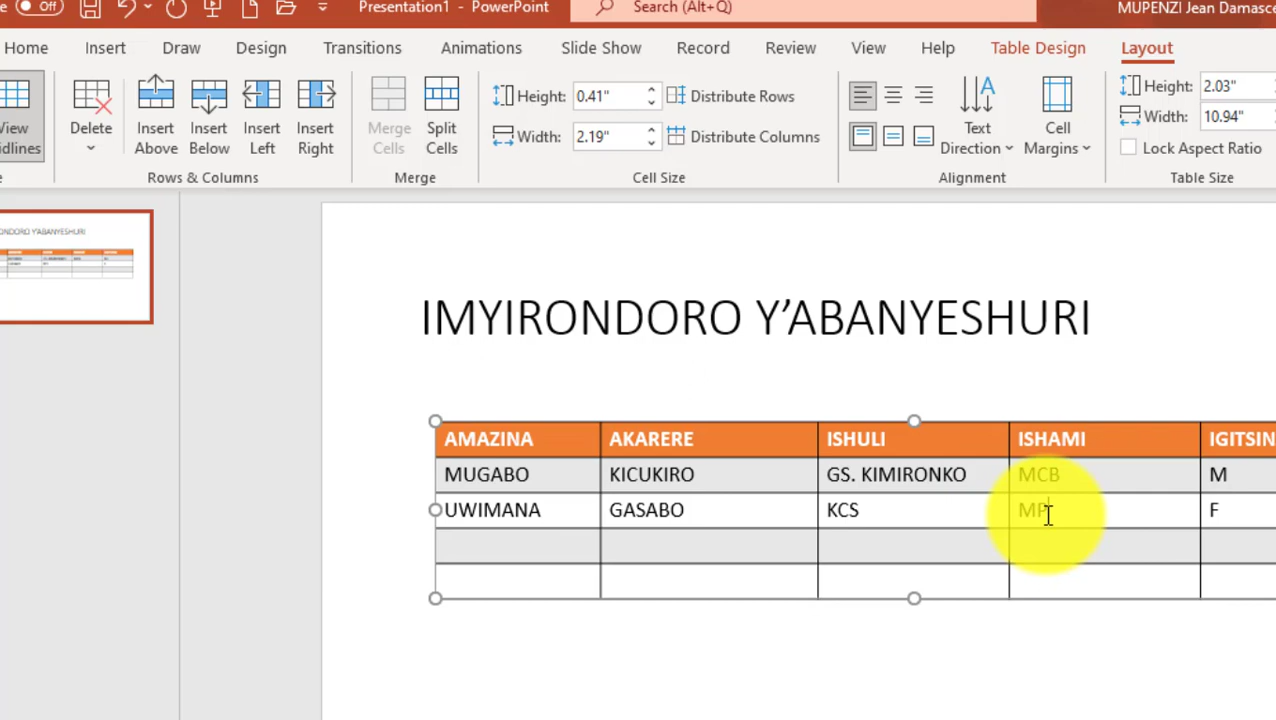 Off Presentation1 - PowerPoint Search (Alt+Q) MUPENZI Jean Damasce
Home Insert Draw Design Transitions Animations Slide Show Record Review View Help Table Design Layout
View Delete Insert Above Insert Below Insert Left Insert Right Merge Cells Split Cells
Height: 0.41" Distribute Rows
Width: 2.19" Distribute Columns
Text Direction Cell Margins
Height: 2.03"
Width: 10.94"
Lock Aspect Ratio
Rows & Columns Merge Cell Size Alignment Table Size
IMYIRONDORO Y’ABANYESHURI
AMAZINA AKARERE ISHULI ISHAMI IGITSIN
MUGABO KICUKIRO GS. KIMIRONKO MCB M
UWIMANA GASABO KCS F